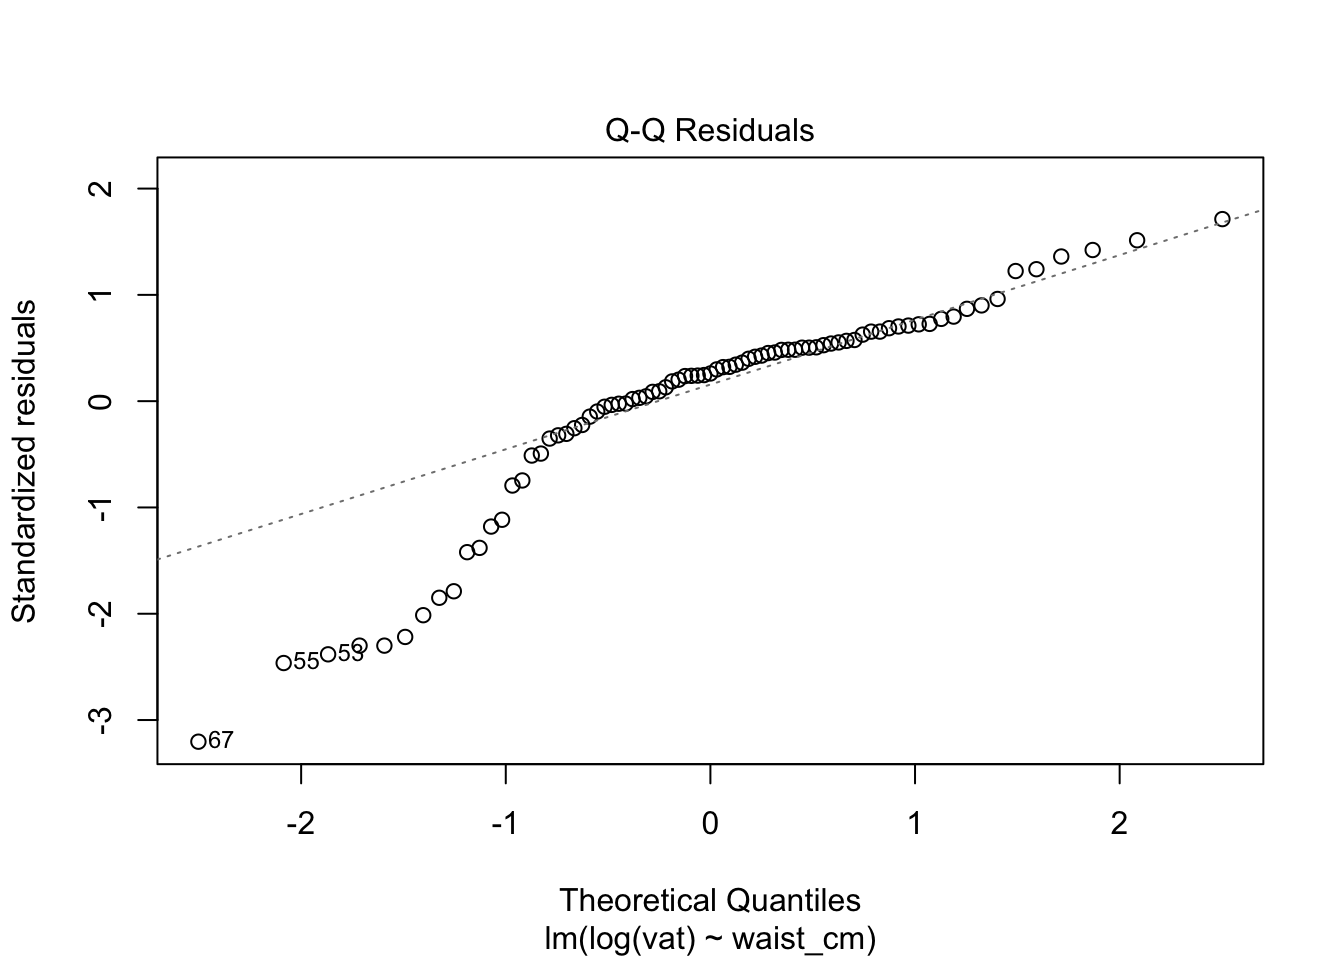 Q-Q Residuals
Standardized residuals
2
1
0
-1
-2
-3
55
53
67
-2 -1 0 1 2
Theoretical Quantiles
lm(log(vat) ~ waist_cm)